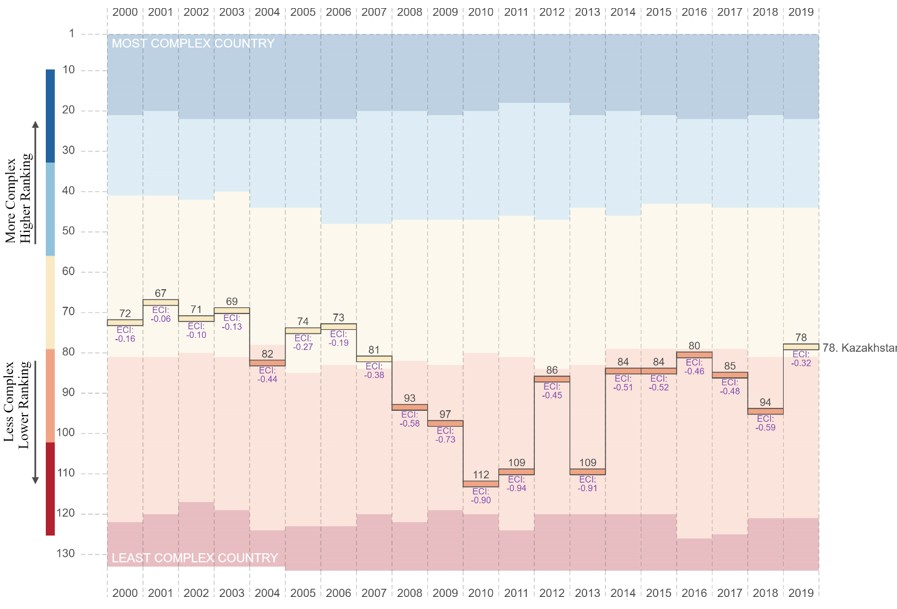 2000 2001 2002 2003 2004 2005 2006 2007 2008 2009 2010 2011 2012 2013 2014 2015 2016 2017 2018 2019
1
MOST COMPLEX COUNTRY
10
20
30
40
50
60
70
80
90
100
110
120
130
More Complex
Higher Ranking
Less Complex
Lower Ranking
72
ECI:
-0.16
67
ECI:
-0.06
71
ECI:
-0.10
69
ECI:
-0.13
82
ECI:
-0.44
74
ECI:
-0.27
73
ECI:
-0.19
81
ECI:
-0.38
93
ECI:
-0.58
97
ECI:
-0.73
112
ECI:
-0.90
109
ECI:
-0.94
86
ECI:
-0.45
109
ECI:
-0.91
84
ECI:
-0.51
84
ECI:
-0.52
80
ECI:
-0.46
85
ECI:
-0.48
94
ECI:
-0.59
78
ECI:
-0.32
78. Kazakhstar
LEAST COMPLEX COUNTRY
2000 2001 2002 2003 2004 2005 2006 2007 2008 2009 2010 2011 2012 2013 2014 2015 2016 2017 2018 2019